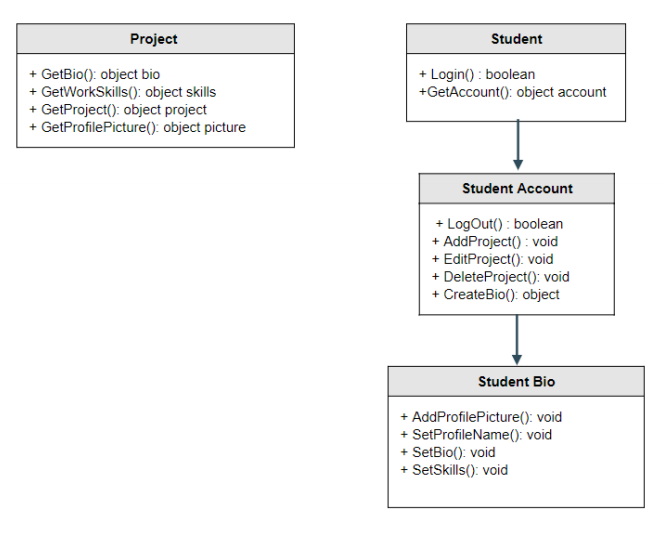 Project
+ GetBio(): object bio
+ GetWorkSkills(): object skills
+ GetProject(): object project
+ GetProfilePicture(): object picture
Student
+ Login() : boolean
+GetAccount(): object account
Student Account
+ LogOut() : boolean
+ AddProject() : void
+ EditProject(): void
+ DeleteProject(): void
+ CreateBio(): object
Student Bio
+ AddProfilePicture(): void
+ SetProfileName(): void
+ SetBio(): void
+ SetSkills(): void